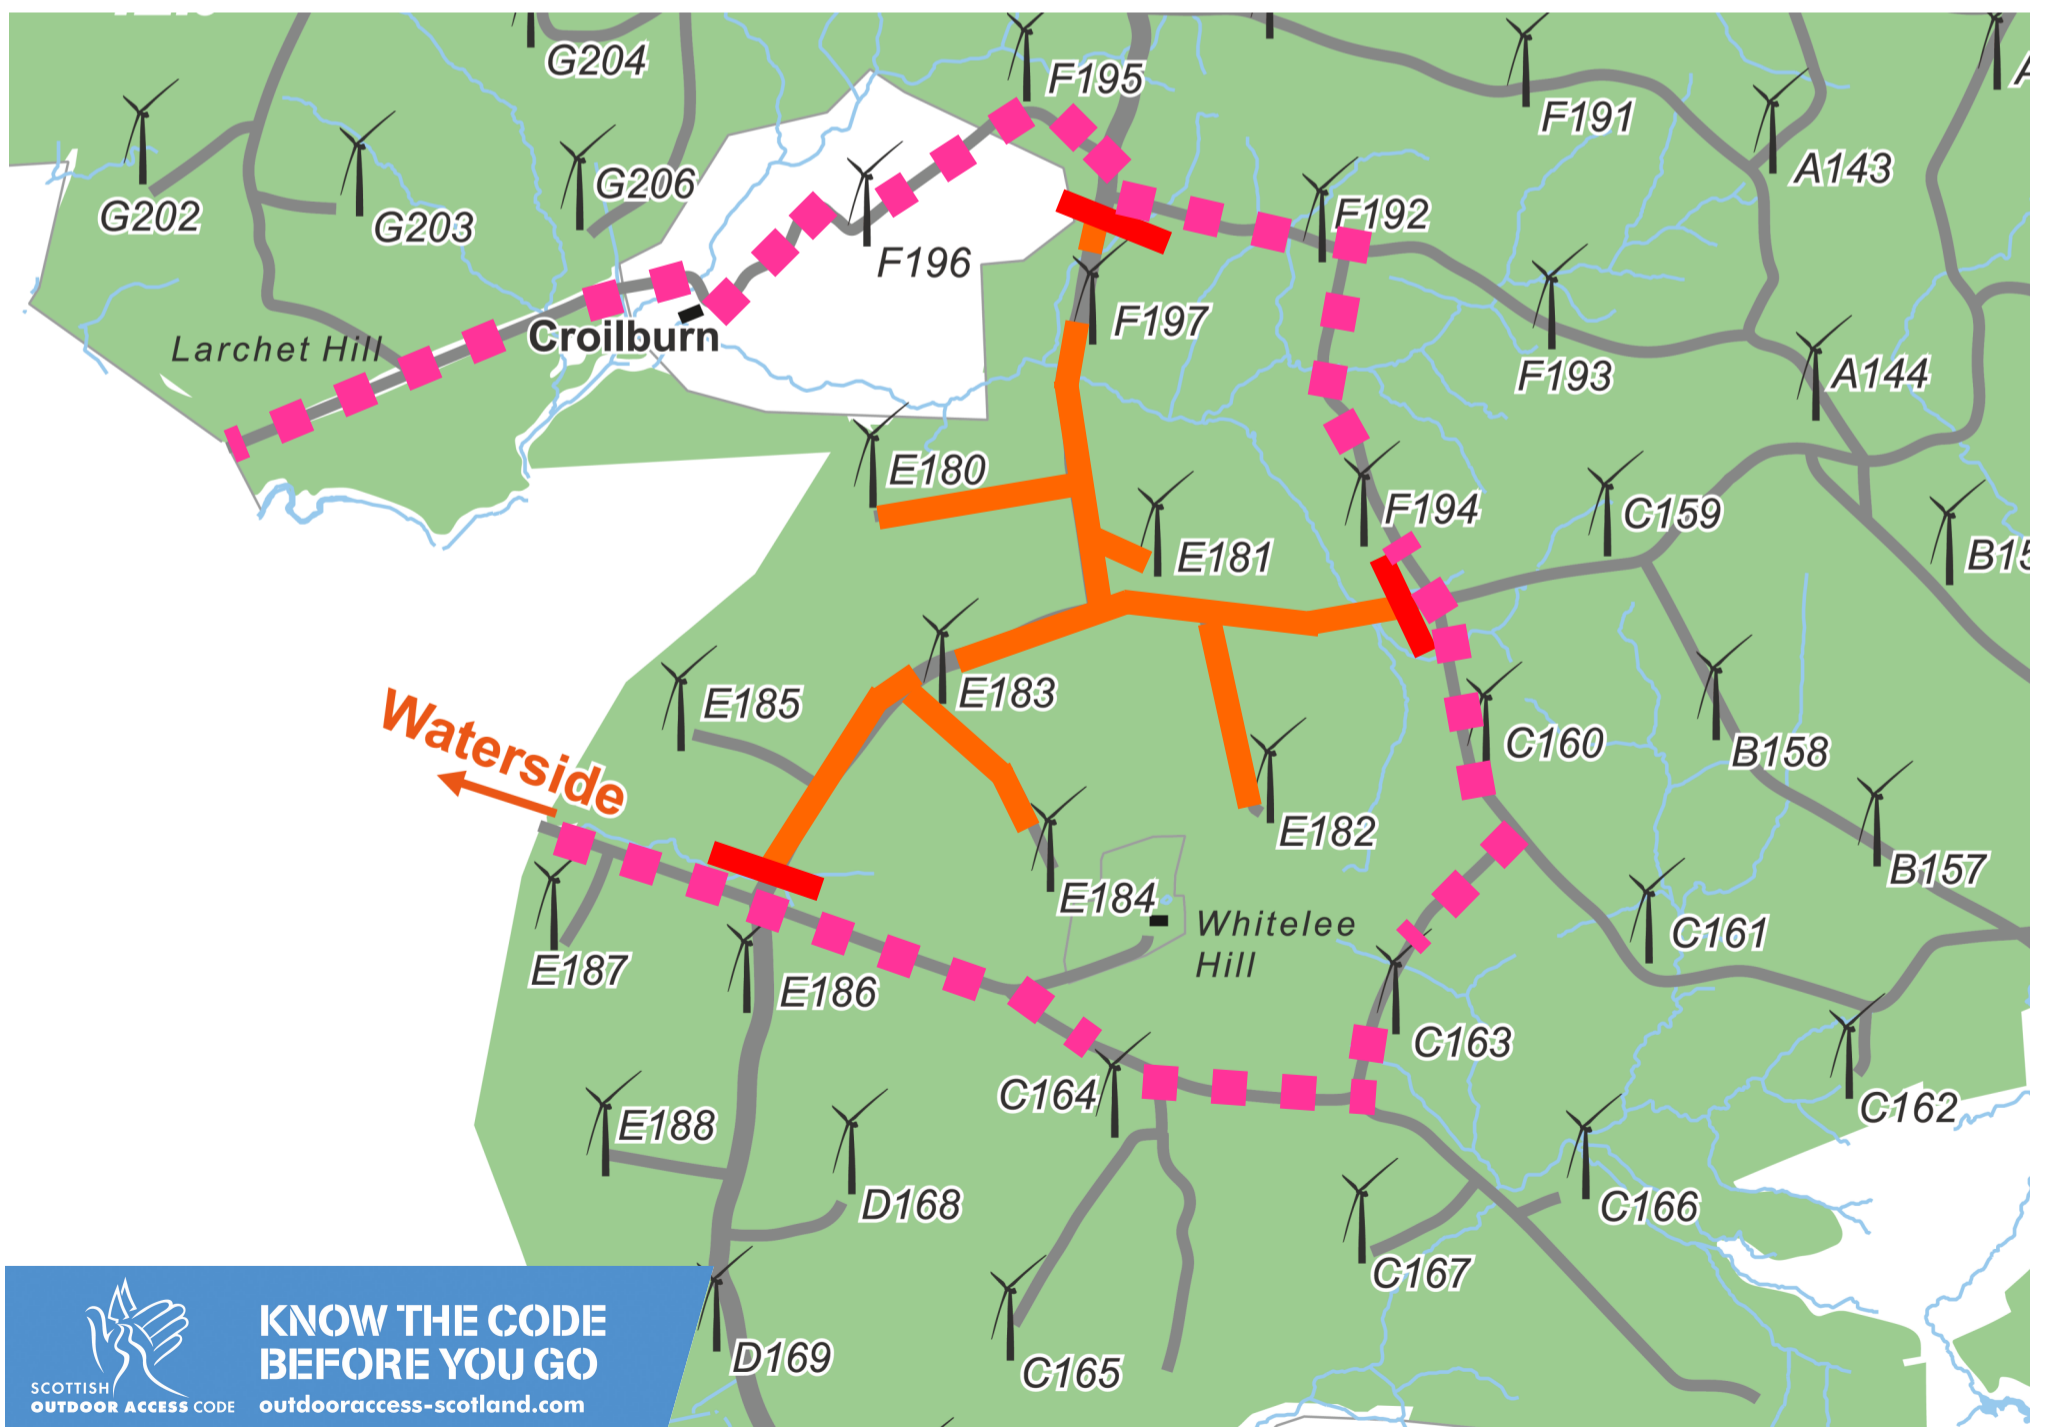 G204
F195
F191
A143
G202
G203
G206
F196
F192
F197
F193
A144
Larchet Hill
Croilburn
E180
E181
F194
C159
E185
E183
C160
B158
Waterside
E182
B157
E187
E186
E184
Whitelee
Hill
C161
C163
C164
C162
E188
D168
C166
C167
D169
C165
SCOTTISH
OUTDOOR ACCESS CODE
KNOW THE CODE
BEFORE YOU GO
outdooraccess-scotland.com